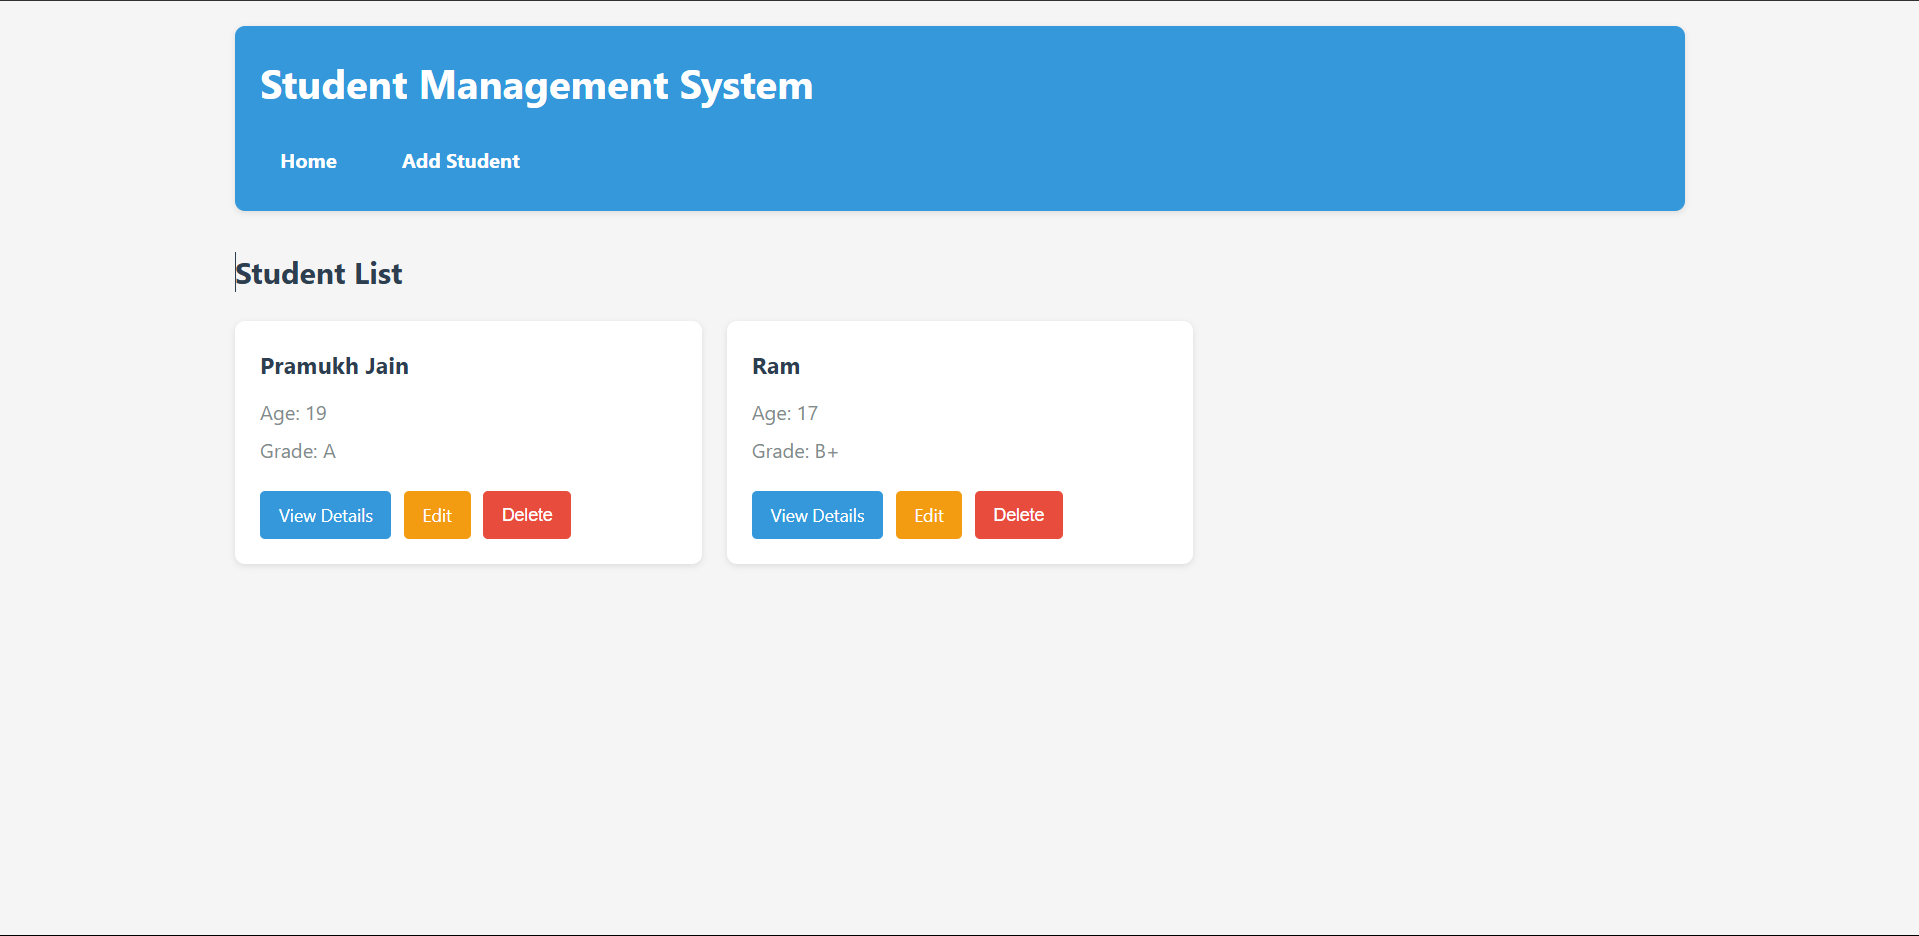 Student Management System
Home Add Student
Student List
Pramukh Jain
Age: 19
Grade: A
View Details Edit Delete
Ram
Age: 17
Grade: B+
View Details Edit Delete